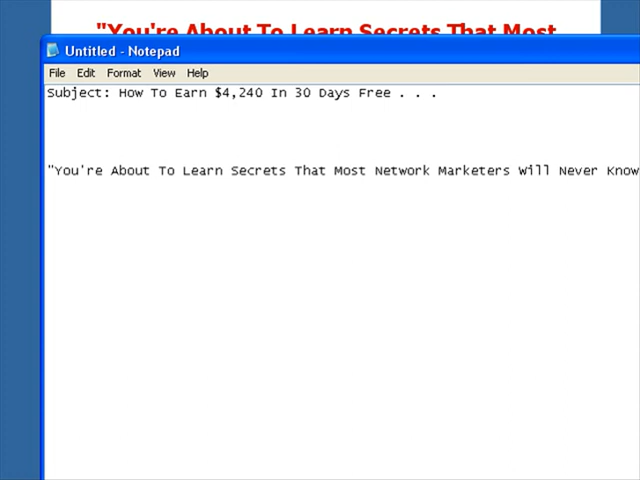 "You're About To Learn Secrets That Most
Untitled - Notepad
File Edit Format View Help
Subject: How To Earn $4,240 In 30 Days Free . . .
"You're About To Learn Secrets That Most Network Marketers Will Never Know